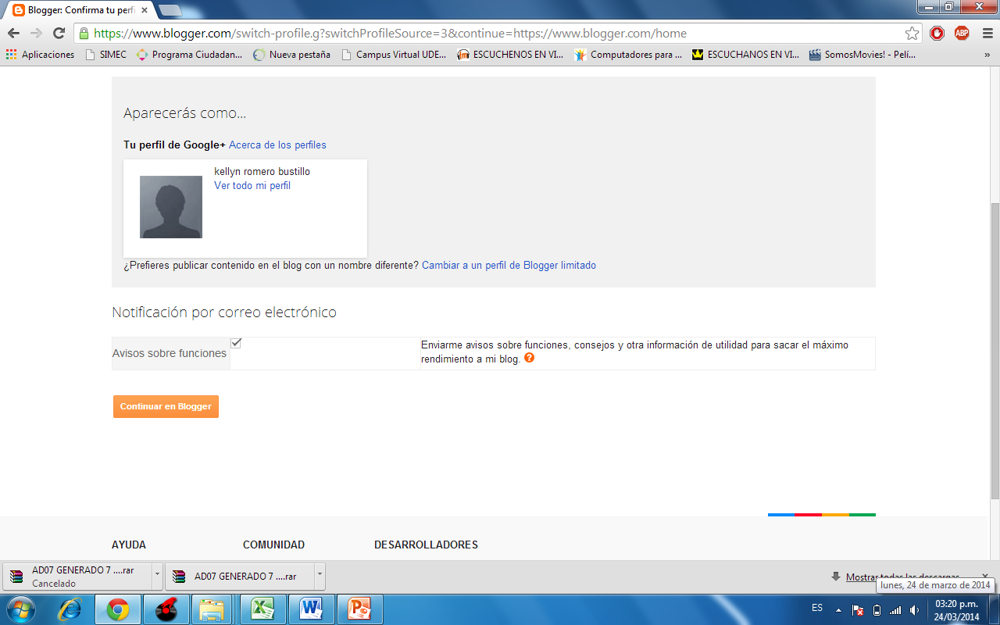 Blogger: Confirma tu perfi
https://www.blogger.com/switch-profile.g?switchProfileSource=3&continue=https://www.blogger.com/home
ABP
Aplicaciones SIMEC Programa Ciudadan... Nueva pestaña Campus Virtual UDE... ESCUCHENOS EN VI... Computadores para ... ESCUCHANOS EN VI... SomosMovies! - Pelí... »
Aparecerás como...
Tu perfil de Google+ Acerca de los perfiles
kellyn romero bustillo
Ver todo mi perfil
¿Prefieres publicar contenido en el blog con un nombre diferente? Cambiar a un perfil de Blogger limitado
Notificación por correo electrónico
Avisos sobre funciones
Enviarme avisos sobre funciones, consejos y otra información de utilidad para sacar el máximo
rendimiento a mi blog. ?
Continuar en Blogger
AYUDA COMUNIDAD DESARROLLADORES
AD07 GENERADO 7 ....rar
Cancelado
AD07 GENERADO 7 ....rar
Mostrar todas las descargas...
lunes, 24 de marzo de 2014
ES
03:20 p.m.
24/03/2014